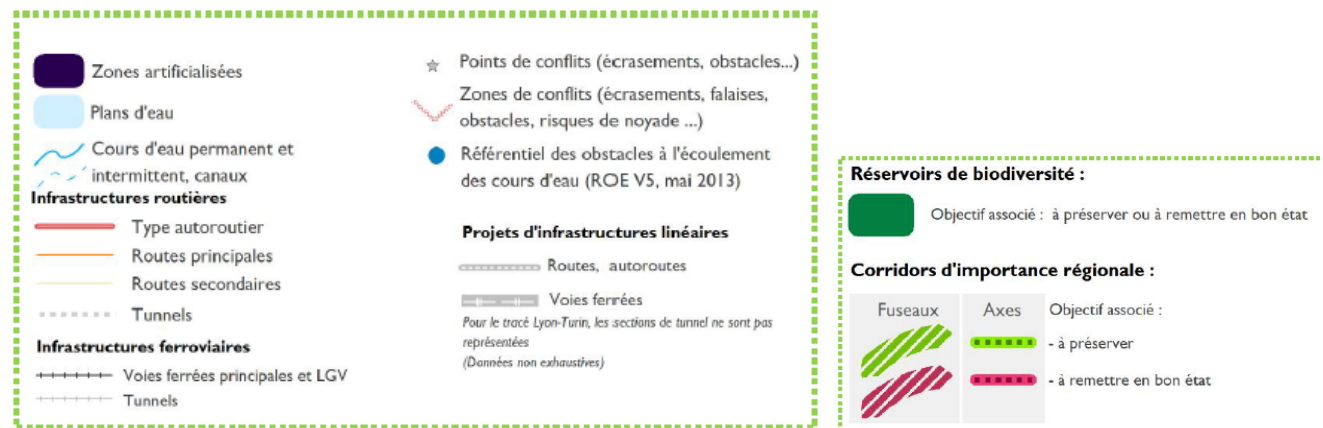 Zones artificialisées
Plans d'eau
Cours d'eau permanent et
intermittent, canaux
Infrastructures routières
Type autoroutier
Routes principales
Routes secondaires
Tunnels
Infrastructures ferroviaires
Voies ferrées principales et LGV
Tunnels
Points de conflits (écrasements, obstacles...)
Zones de conflits (écrasements, falaises,
obstacles, risques de noyade ...)
Référentiel des obstacles à l'écoulement
des cours d'eau (ROE V5, mai 2013)
Projets d'infrastructures linéaires
Routes, autoroutes
Voies ferrées
Pour le tracé Lyon-Turin, les sections de tunnel ne sont pas
représentées
(Données non exhaustives)
Réservoirs de biodiversité :
Objectif associé : à préserver ou à remettre en bon état
Corridors d'importance régionale :
Fuseaux Axes Objectif associé :
- à préserver
- à remettre en bon état